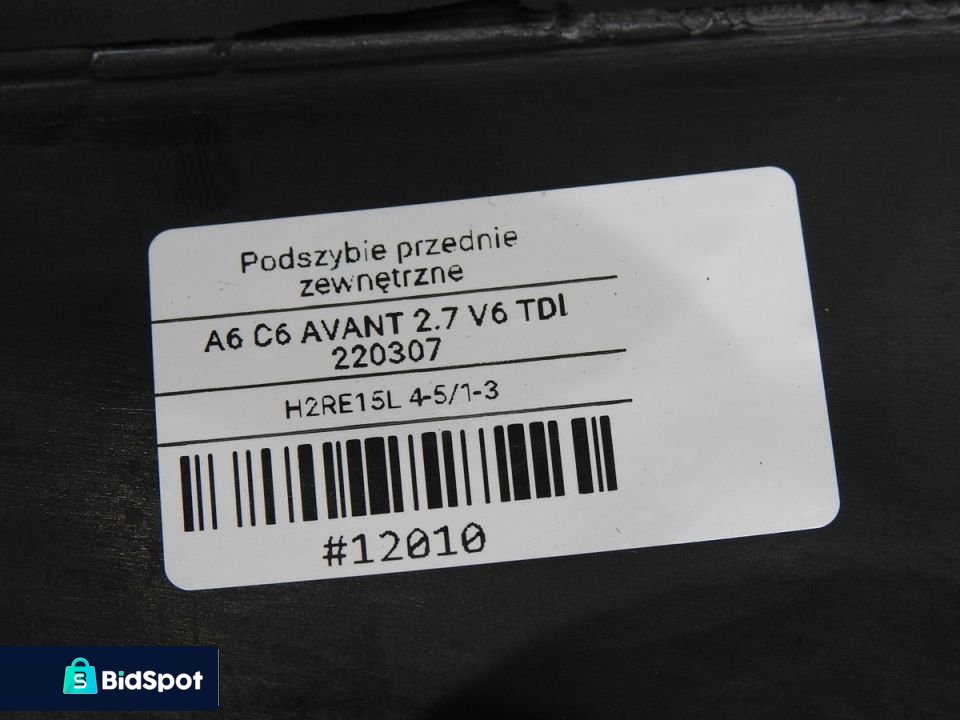 Podszybie przednie
zewnętrzne
A6 C6 AVANT 2.7 V6 TDI
220307
H2RE15L 4-5/1-3
#12010
BidSpot